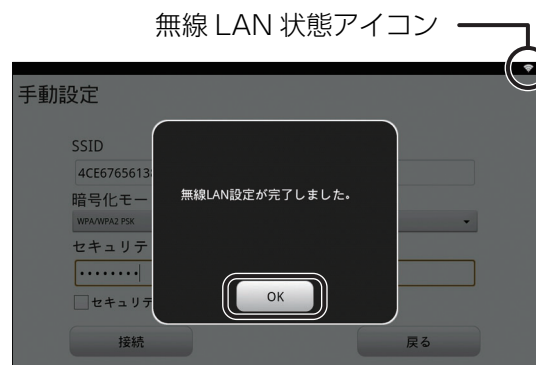 無線 LAN 状態アイコン
手動設定
SSID
4CE6765613
暗号化モー
無線LAN設定が完了しました。
WPA/WPA2 PSK
セキュリテ
OK
セキュリテ
接続
戻る